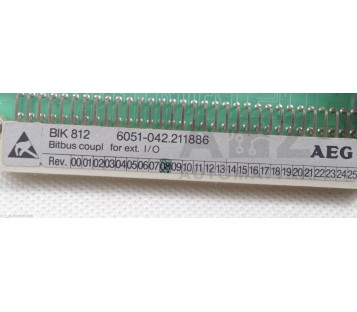 BIK 812 6051-042.211886
Bitbus coupl for ext. I/O
AEG
Rev. 00 01 02 03 04 05 06 07 08 09 10 11 12 13 14 15 16 17 18 19 20 21 22 23 24 25